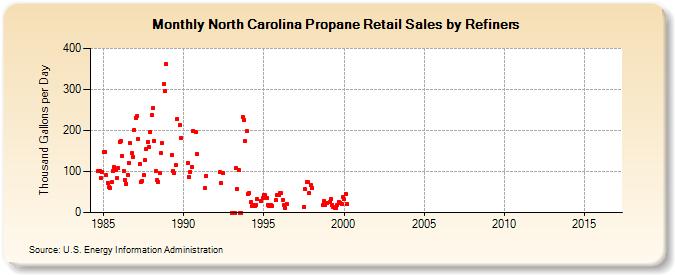 Monthly North Carolina Propane Retail Sales by Refiners
Thousand Gallons per Day
400
300
200
100
0
1985 1990 1995 2000 2005 2010 2015
Source: U.S. Energy Information Administration